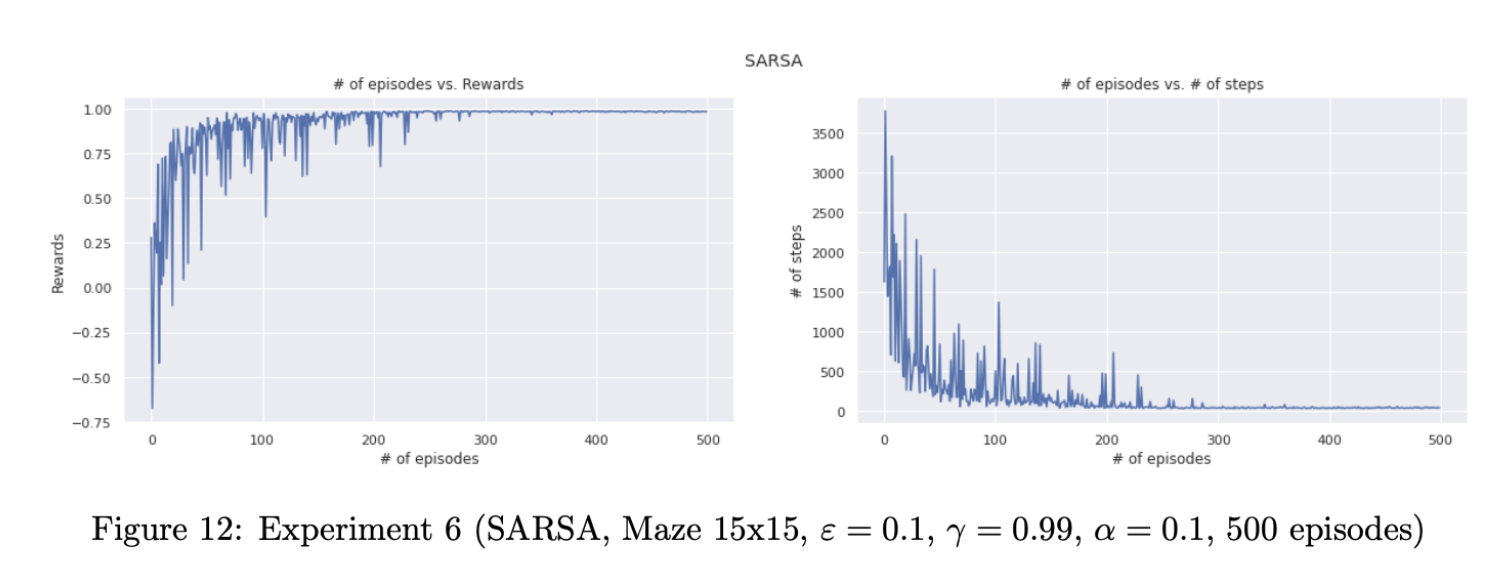 SARSA
# of episodes vs. Rewards
1.00
0.75
0.50
0.25
0.00
−0.25
−0.50
−0.75
Rewards
0 100 200 300 400 500
# of episodes
# of episodes vs. # of steps
3500
3000
2500
2000
1500
1000
500
0
# of steps
0 100 200 300 400 500
# of episodes
Figure 12: Experiment 6 (SARSA, Maze 15x15, ε = 0.1, γ = 0.99, α = 0.1, 500 episodes)